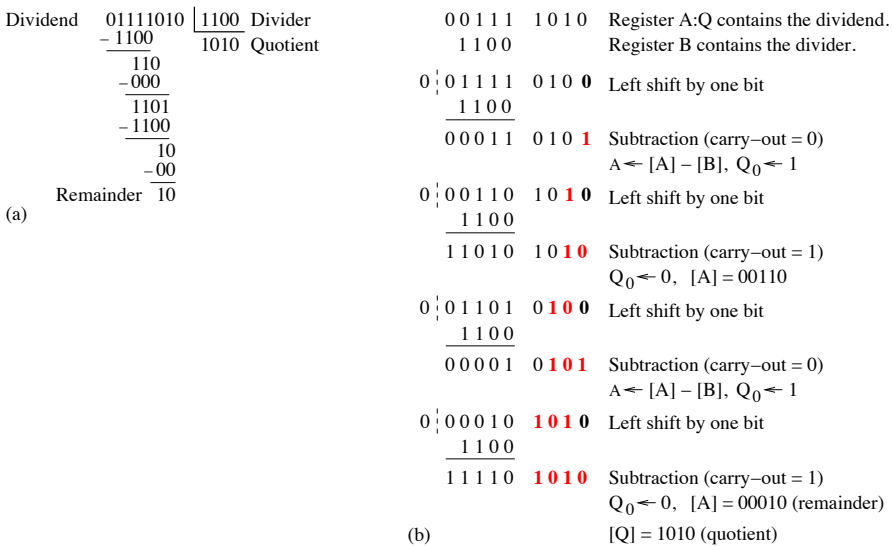 Dividend 01111010 1100 Divider
– 1100 1010 Quotient
110
–000
1101
–1100
10
–00
Remainder 10
(a)
0 0 1 1 1 1 0 1 0 Register A:Q contains the dividend.
1 1 0 0 Register B contains the divider.
0 0 1 1 1 1 0 1 0 0 Left shift by one bit
1 1 0 0
0 0 0 1 1 0 1 0 1 Subtraction (carry–out = 0)
A ← [A] – [B], Q0 ← 1
0 0 0 1 1 0 1 0 1 0 Left shift by one bit
1 1 0 0
1 1 0 1 0 1 0 1 0 Subtraction (carry–out = 1)
Q0 ← 0, [A] = 00110
0 0 1 1 0 1 0 1 0 0 Left shift by one bit
1 1 0 0
0 0 0 0 1 0 1 0 1 Subtraction (carry–out = 0)
A ← [A] – [B], Q0 ← 1
0 0 0 0 1 0 1 0 1 0 Left shift by one bit
1 1 0 0
1 1 1 1 0 1 0 1 0 Subtraction (carry–out = 1)
Q0 ← 0, [A] = 00010 (remainder)
(b) [Q] = 1010 (quotient)